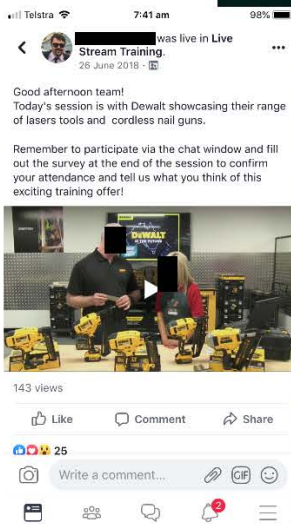 Telstra
7:41 am
98%
was live in Live
Stream Training.
26 June 2018
Good afternoon team!
Today's session is with Dewalt showcasing their range
of lasers tools and cordless nail guns.
Remember to participate via the chat window and fill
out the survey at the end of the session to confirm
your attendance and tell us what you think of this
exciting training offer!
DEWALT
143 views
Like
Comment
Share
25
Write a comment...
GIF
2